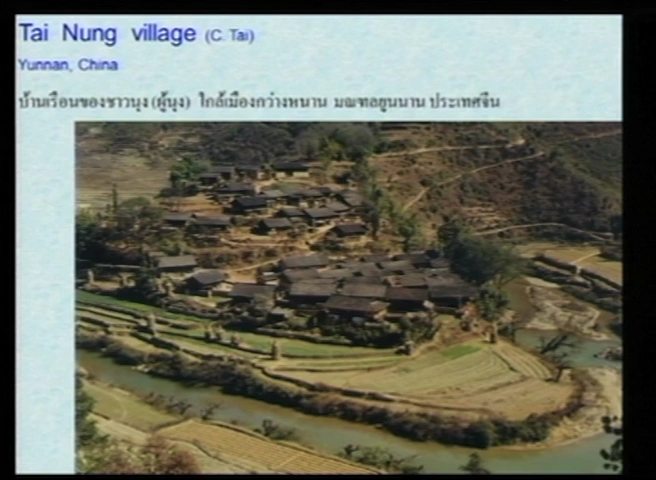 Tai Nung village (C. Tai)
Yunnan, China
บ้านเรือนของชาวนุง (ผู้นุง) ใกล้เมืองกว่างหนาน มณฑลยูนนาน ประเทศจีน